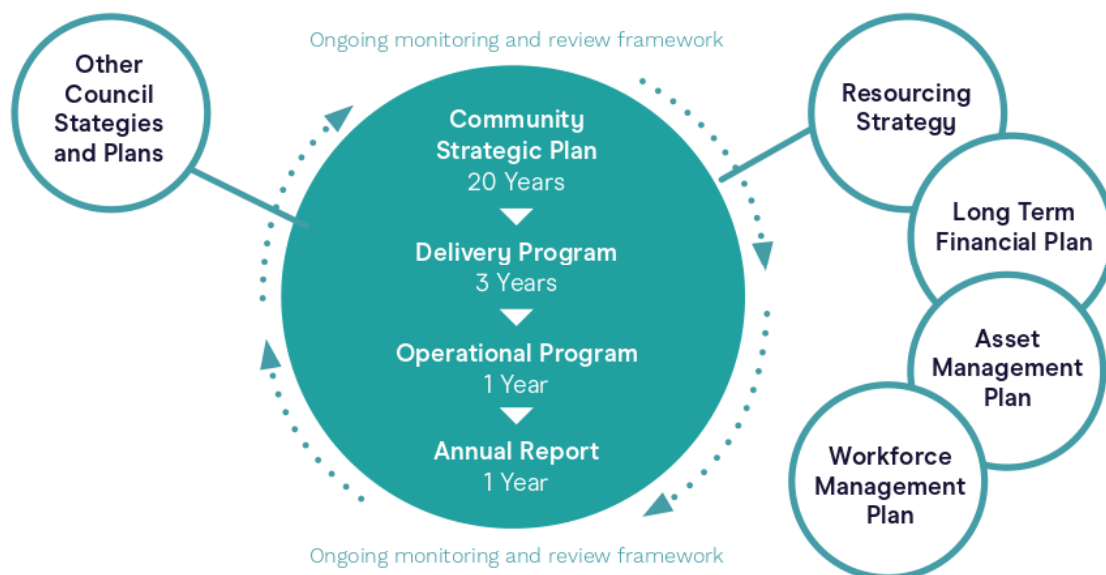 Ongoing monitoring and review framework
Other
Council
Stategies
and Plans
Community
Strategic Plan
20 Years
Delivery Program
3 Years
Operational Program
1 Year
Annual Report
1 Year
Resourcing
Strategy
Long Term
Financial Plan
Asset
Management
Plan
Workforce
Management
Plan
Ongoing monitoring and review framework